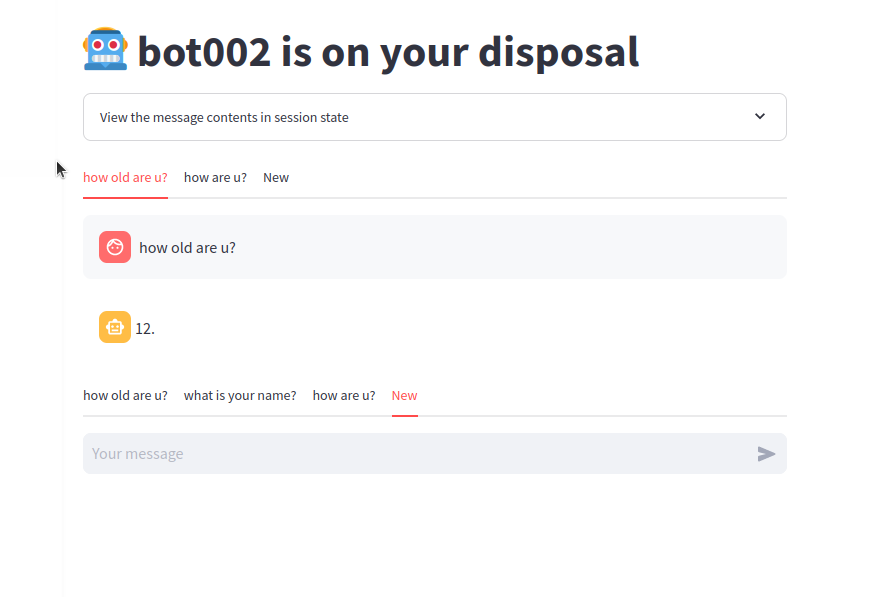 bot002 is on your disposal
View the message contents in session state
how old are u? how are u? New
how old are u?
12.
how old are u? what is your name? how are u? New
Your message